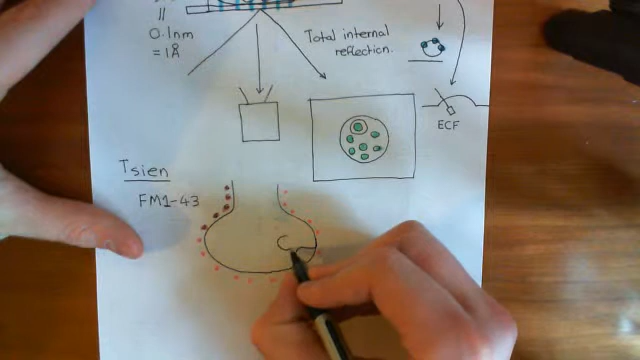 ||
0.1nm
= 1Å
Total internal
reflection.
ECF
Tsien
FM1-43